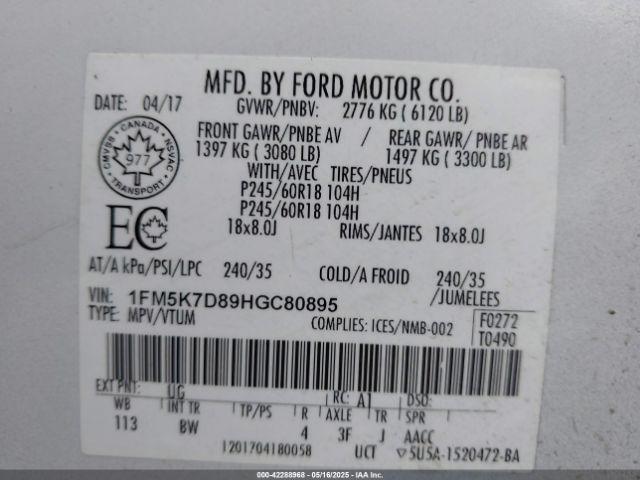 MFD. BY FORD MOTOR CO.
DATE: 04/17 GVWR/PNBV: 2776 KG ( 6120 LB)
FRONT GAWR/PNBE AV / REAR GAWR/ PNBE AR
1397 KG ( 3080 LB) 1497 KG ( 3300 LB)
CMVSS • CANADA • NSVAC
977
TRANSPORT
WITH/AVEC TIRES/PNEUS
P245/60R18 104H
P245/60R18 104H
EC
18x8.0J RIMS/JANTES 18x8.0J
AT/A kPa/PSI/LPC 240/35 COLD/A FROID 240/35
/JUMELEES
VIN: 1FM5K7D89HGC80895
TYPE: MPV/VTUM COMPLIES: ICES/NMB-002
F0272
T0490
EXT PNT: UG RC: A1 DSO:
WB INT TR TP/PS R AXLE TR SPR
113 BW 4 3F J AACC
1201704180058 UCT ▽5U5A-1520472-BA
000-42288968 - 05/16/2025 - IAAI.COM